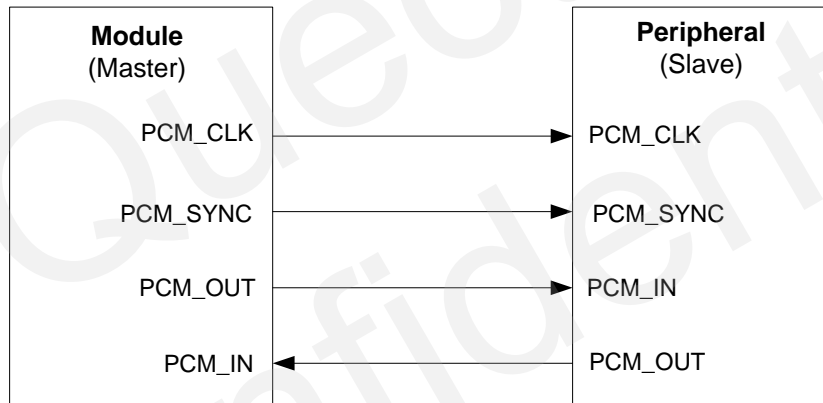 Module
(Master)
PCM_CLK
PCM_SYNC
PCM_OUT
PCM_IN
Peripheral
(Slave)
PCM_CLK
PCM_SYNC
PCM_IN
PCM_OUT